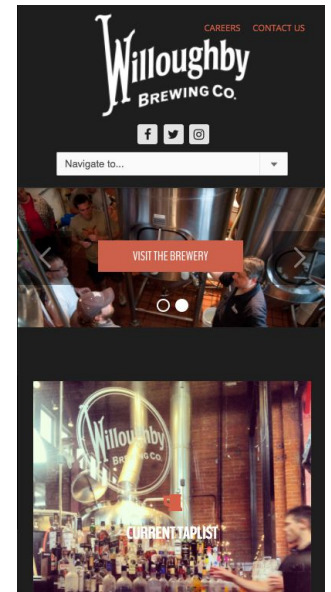 CAREERS CONTACT US
Willoughby
BREWING CO.
Navigate to...
VISIT THE BREWERY
Willoughby
BREWING CO.
CURRENT TAPLIST